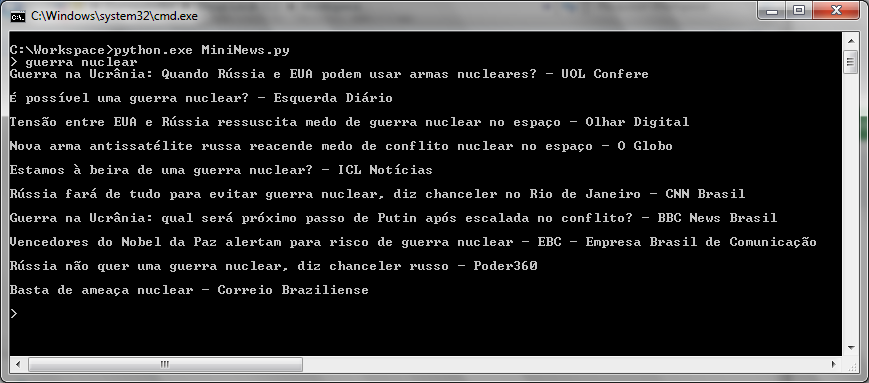 C:\Windows\system32\cmd.exe
C:\Workspace>python.exe MiniNews.py
> guerra nuclear
Guerra na Ucrânia: Quando Rússia e EUA podem usar armas nucleares? - UOL Confere
É possível uma guerra nuclear? - Esquerda Diário
Tensão entre EUA e Rússia ressuscita medo de guerra nuclear no espaço - Olhar Digital
Nova arma antissatélite russa reacende medo de conflito nuclear no espaço - O Globo
Estamos à beira de uma guerra nuclear? - ICL Notícias
Rússia fará de tudo para evitar guerra nuclear, diz chanceler no Rio de Janeiro - CNN Brasil
Guerra na Ucrânia: qual será próximo passo de Putin após escalada no conflito? - BBC News Brasil
Vencedores do Nobel da Paz alertam para risco de guerra nuclear - EBC - Empresa Brasil de Comunicação
Rússia não quer uma guerra nuclear, diz chanceler russo - Poder360
Basta de ameaça nuclear - Correio Braziliense
>